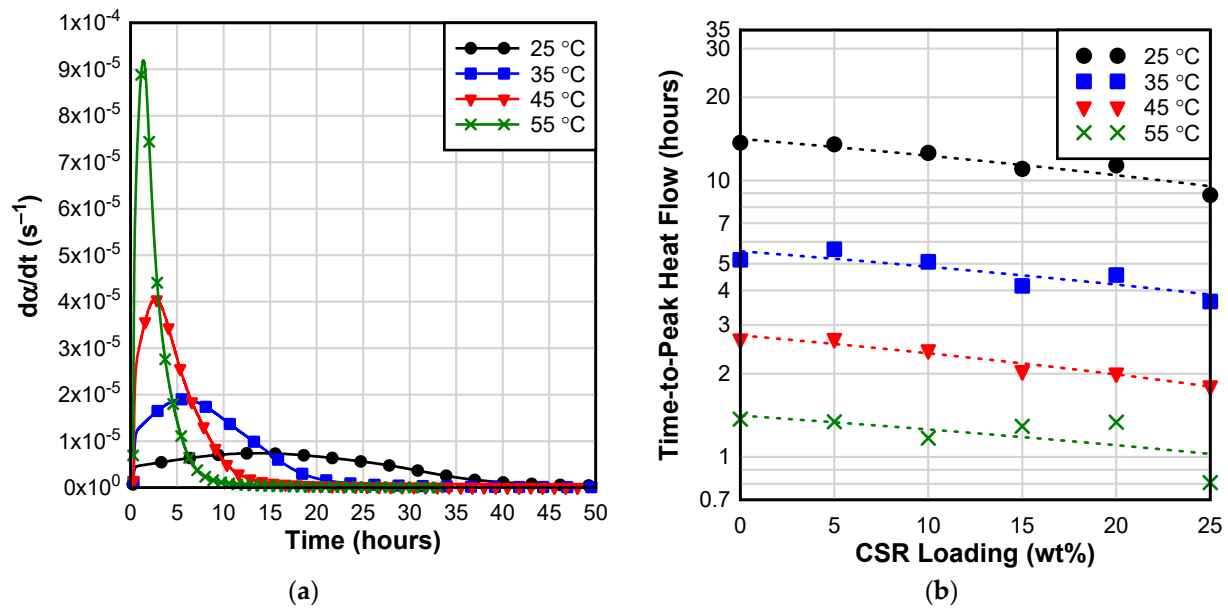 1x10⁻⁴
9x10⁻⁵
8x10⁻⁵
7x10⁻⁵
6x10⁻⁵
5x10⁻⁵
4x10⁻⁵
3x10⁻⁵
2x10⁻⁵
1x10⁻⁵
0x10⁰
dα/dt (s⁻¹)
0 5 10 15 20 25 30 35 40 45 50
Time (hours)
25 °C
35 °C
45 °C
55 °C
(a)
35
20
10
7
5
4
3
2
1
0.7
Time-to-Peak Heat Flow (hours)
0 5 10 15 20 25
CSR Loading (wt%)
25 °C
35 °C
45 °C
55 °C
(b)